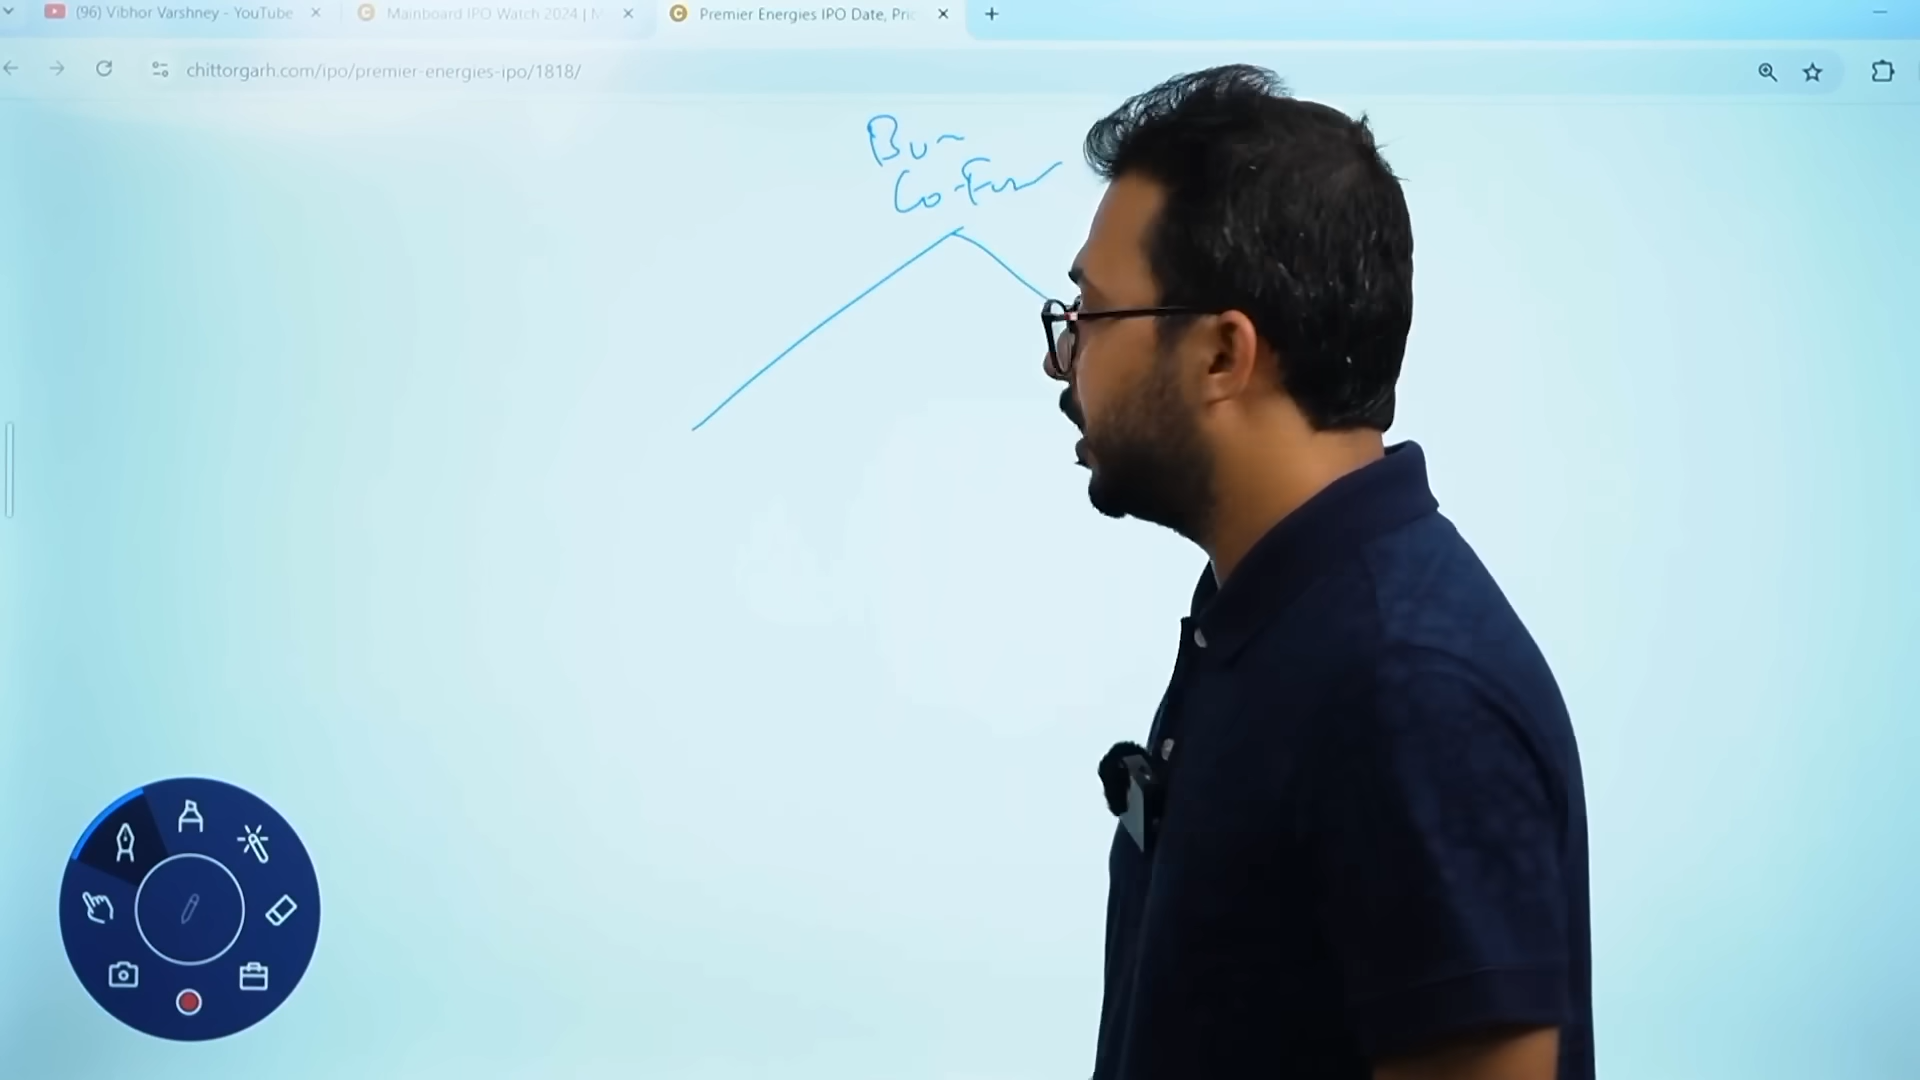 (96) Vibhor Varshney - YouTube
Mainboard IPO Watch 2024 | M
Premier Energies IPO Date, Pric
chittorgarh.com/ipo/premier-energies-ipo/1818/